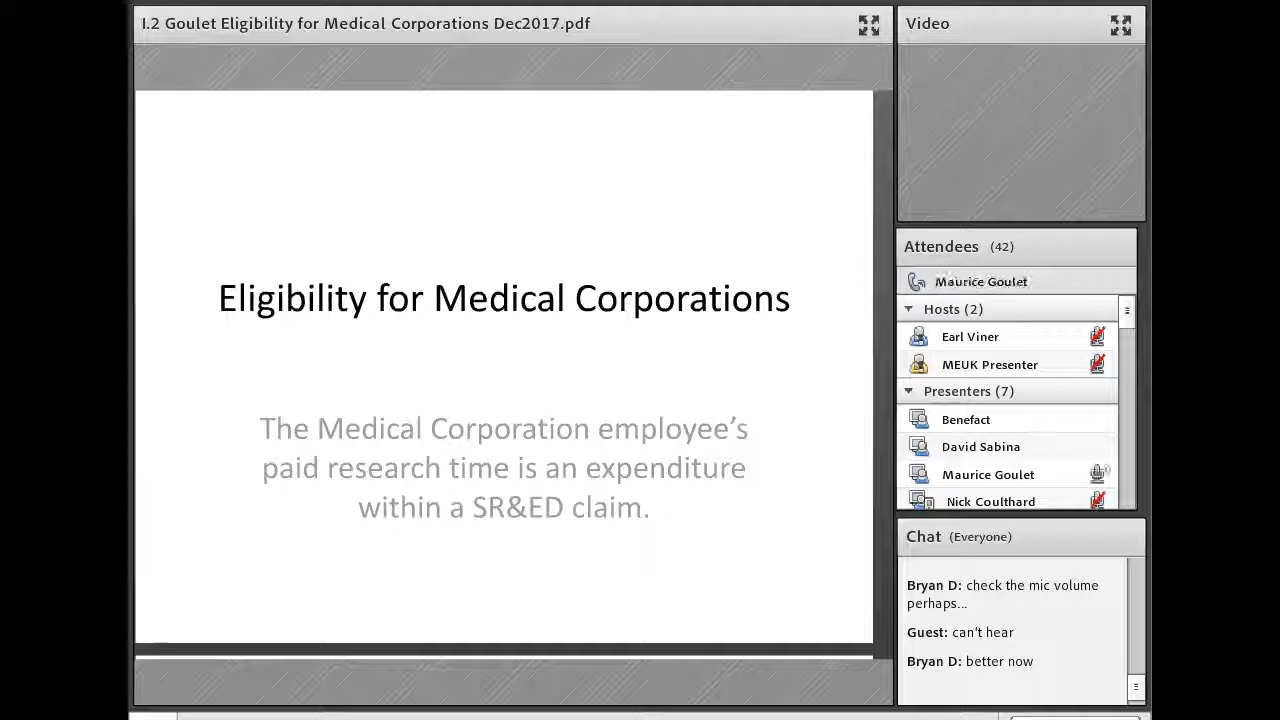 I.2 Goulet Eligibility for Medical Corporations Dec2017.pdf
Eligibility for Medical Corporations
The Medical Corporation employee’s
paid research time is an expenditure
within a SR&ED claim.
Video
Attendees (42)
Maurice Goulet
Hosts (2)
Earl Viner
MEUK Presenter
Presenters (7)
Benefact
David Sabina
Maurice Goulet
Nick Coulthard
Chat (Everyone)
Bryan D: check the mic volume
perhaps...
Guest: can't hear
Bryan D: better now